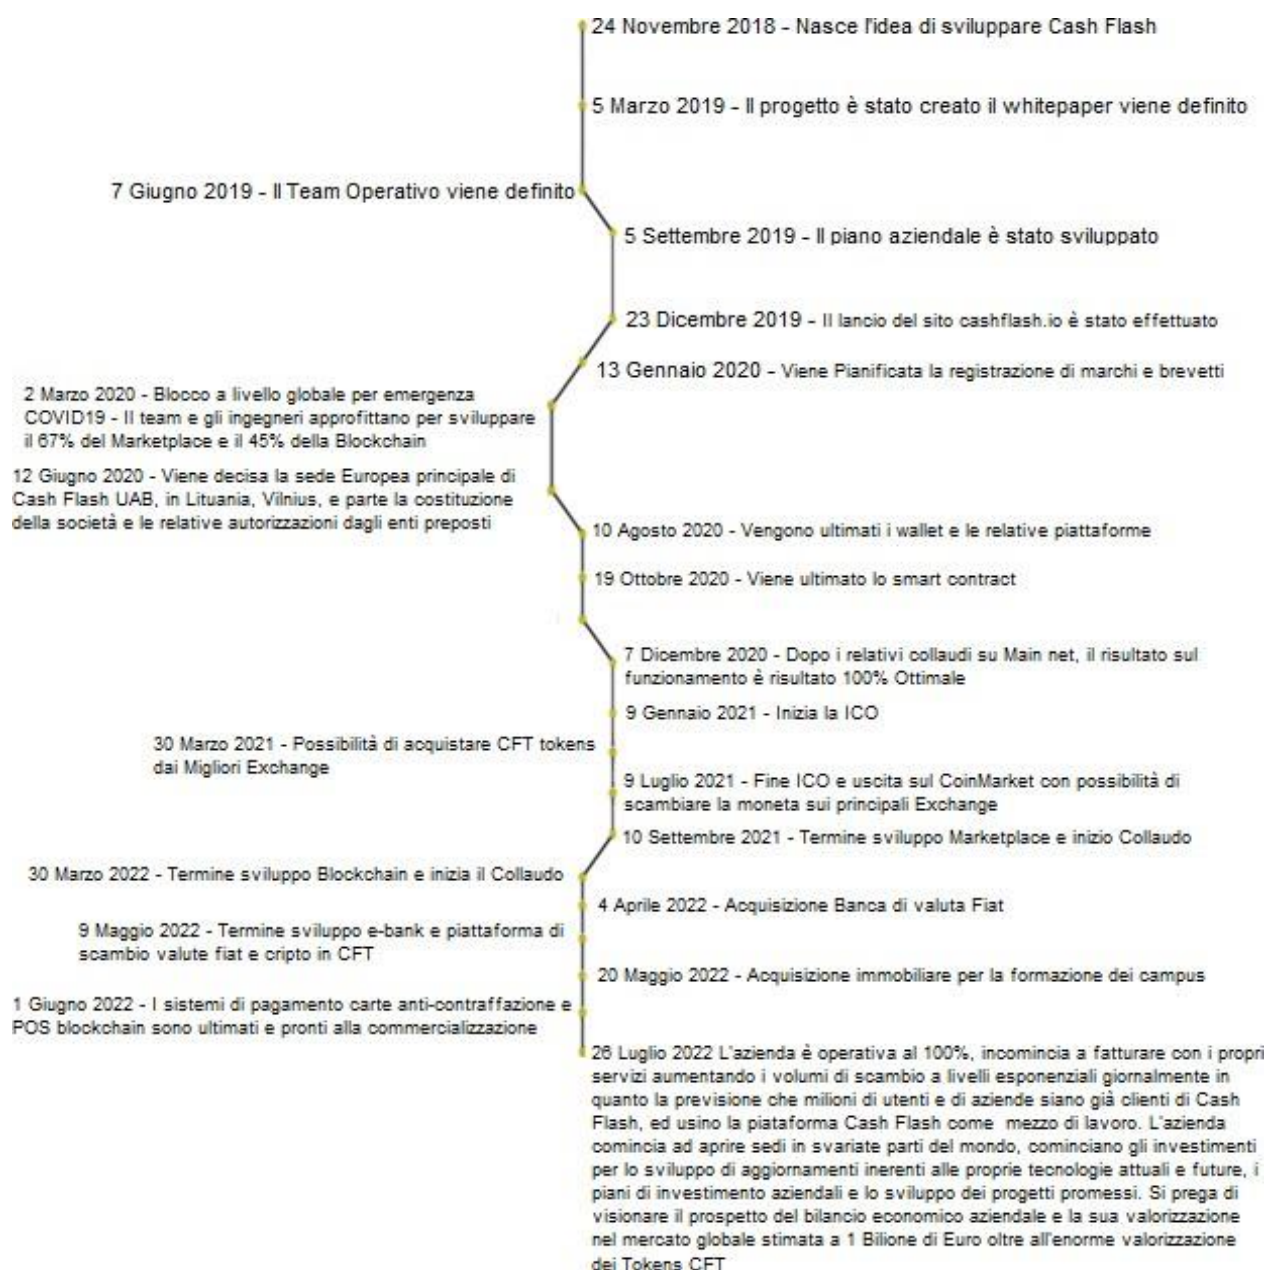 24 Novembre 2018 - Nasce l'idea di sviluppare Cash Flash
5 Marzo 2019 - Il progetto è stato creato il whitepaper viene definito
7 Giugno 2019 - Il Team Operativo viene definito
5 Settembre 2019 - Il piano aziendale è stato sviluppato
23 Dicembre 2019 - Il lancio del sito cashflash.io è stato effettuato
13 Gennaio 2020 - Viene Pianificata la registrazione di marchi e brevetti
2 Marzo 2020 - Blocco a livello globale per emergenza
COVID19 - Il team e gli ingegneri approfittano per sviluppare
il 67% del Marketplace e il 45% della Blockchain
12 Giugno 2020 - Viene decisa la sede Europea principale di
Cash Flash UAB, in Lituania, Vilnius, e parte la costituzione
della società e le relative autorizzazioni dagli enti preposti
10 Agosto 2020 - Vengono ultimati i wallet e le relative piattaforme
19 Ottobre 2020 - Viene ultimato lo smart contract
7 Dicembre 2020 - Dopo i relativi collaudi su Main net, il risultato sul
funzionamento è risultato 100% Ottimale
9 Gennaio 2021 - Inizia la ICO
30 Marzo 2021 - Possibilità di acquistare CFT tokens
dai Migliori Exchange
9 Luglio 2021 - Fine ICO e uscita sul CoinMarket con possibilità di
scambiare la moneta sui principali Exchange
10 Settembre 2021 - Termine sviluppo Marketplace e inizio Collaudo
30 Marzo 2022 - Termine sviluppo Blockchain e inizia il Collaudo
4 Aprile 2022 - Acquisizione Banca di valuta Fiat
9 Maggio 2022 - Termine sviluppo e-bank e piattaforma di
scambio valute fiat e cripto in CFT
20 Maggio 2022 - Acquisizione immobiliare per la formazione dei campus
1 Giugno 2022 - I sistemi di pagamento carte anti-contraffazione e
POS blockchain sono ultimati e pronti alla commercializzazione
26 Luglio 2022 L'azienda è operativa al 100%, incomincia a fatturare con i propri
servizi aumentando i volumi di scambio a livelli esponenziali giornalmente in
quanto la previsione che milioni di utenti e di aziende siano già clienti di Cash
Flash, ed usino la piataforma Cash Flash come mezzo di lavoro. L'azienda
comincia ad aprire sedi in svariate parti del mondo, cominciano gli investimenti
per lo sviluppo di aggiornamenti inerenti alle proprie tecnologie attuali e future, i
piani di investimento aziendali e lo sviluppo dei progetti promessi. Si prega di
visionare il prospetto del bilancio economico aziendale e la sua valorizzazione
nel mercato globale stimata a 1 Bilione di Euro oltre all'enorme valorizzazione
dei Tokens CFT